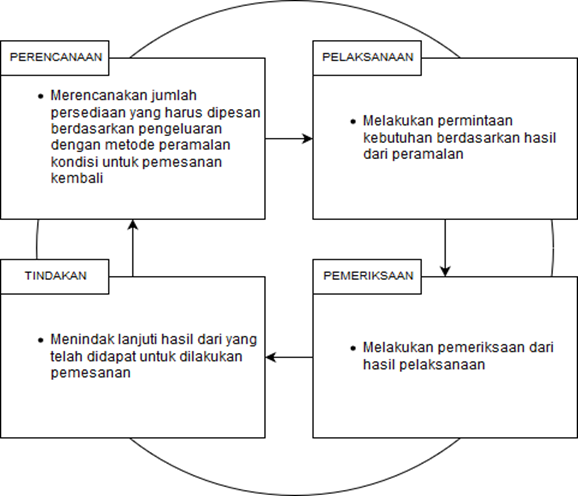 PERENCANAAN
Merencanakan jumlah
persediaan yang harus dipesan
berdasarkan pengeluaran
dengan metode peramalan
kondisi untuk pemesanan
kembali
PELAKSANAAN
Melakukan permintaan
kebutuhan berdasarkan hasil
dari peramalan
TINDAKAN
Menindak lanjuti hasil dari yang
telah didapat untuk dilakukan
pemesanan
PEMERIKSAAN
Melakukan pemeriksaan dari
hasil pelaksanaan